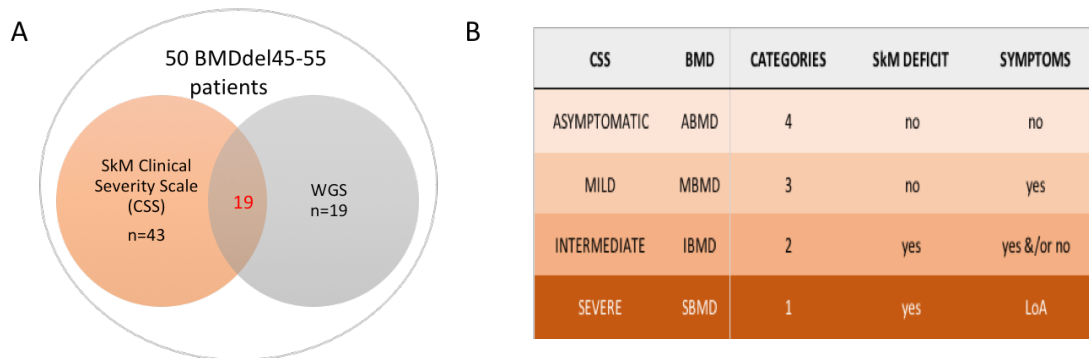 A
50 BMDdel45-55
patients
SkM Clinical
Severity Scale
(CSS)
n=43
19
WGS
n=19
B
CSS BMD CATEGORIES SkM DEFICIT SYMPTOMS
ASYMPTOMATIC ABMD 4 no no
MILD MBMD 3 no yes
INTERMEDIATE IBMD 2 yes yes &/or no
SEVERE SBMD 1 yes LoA